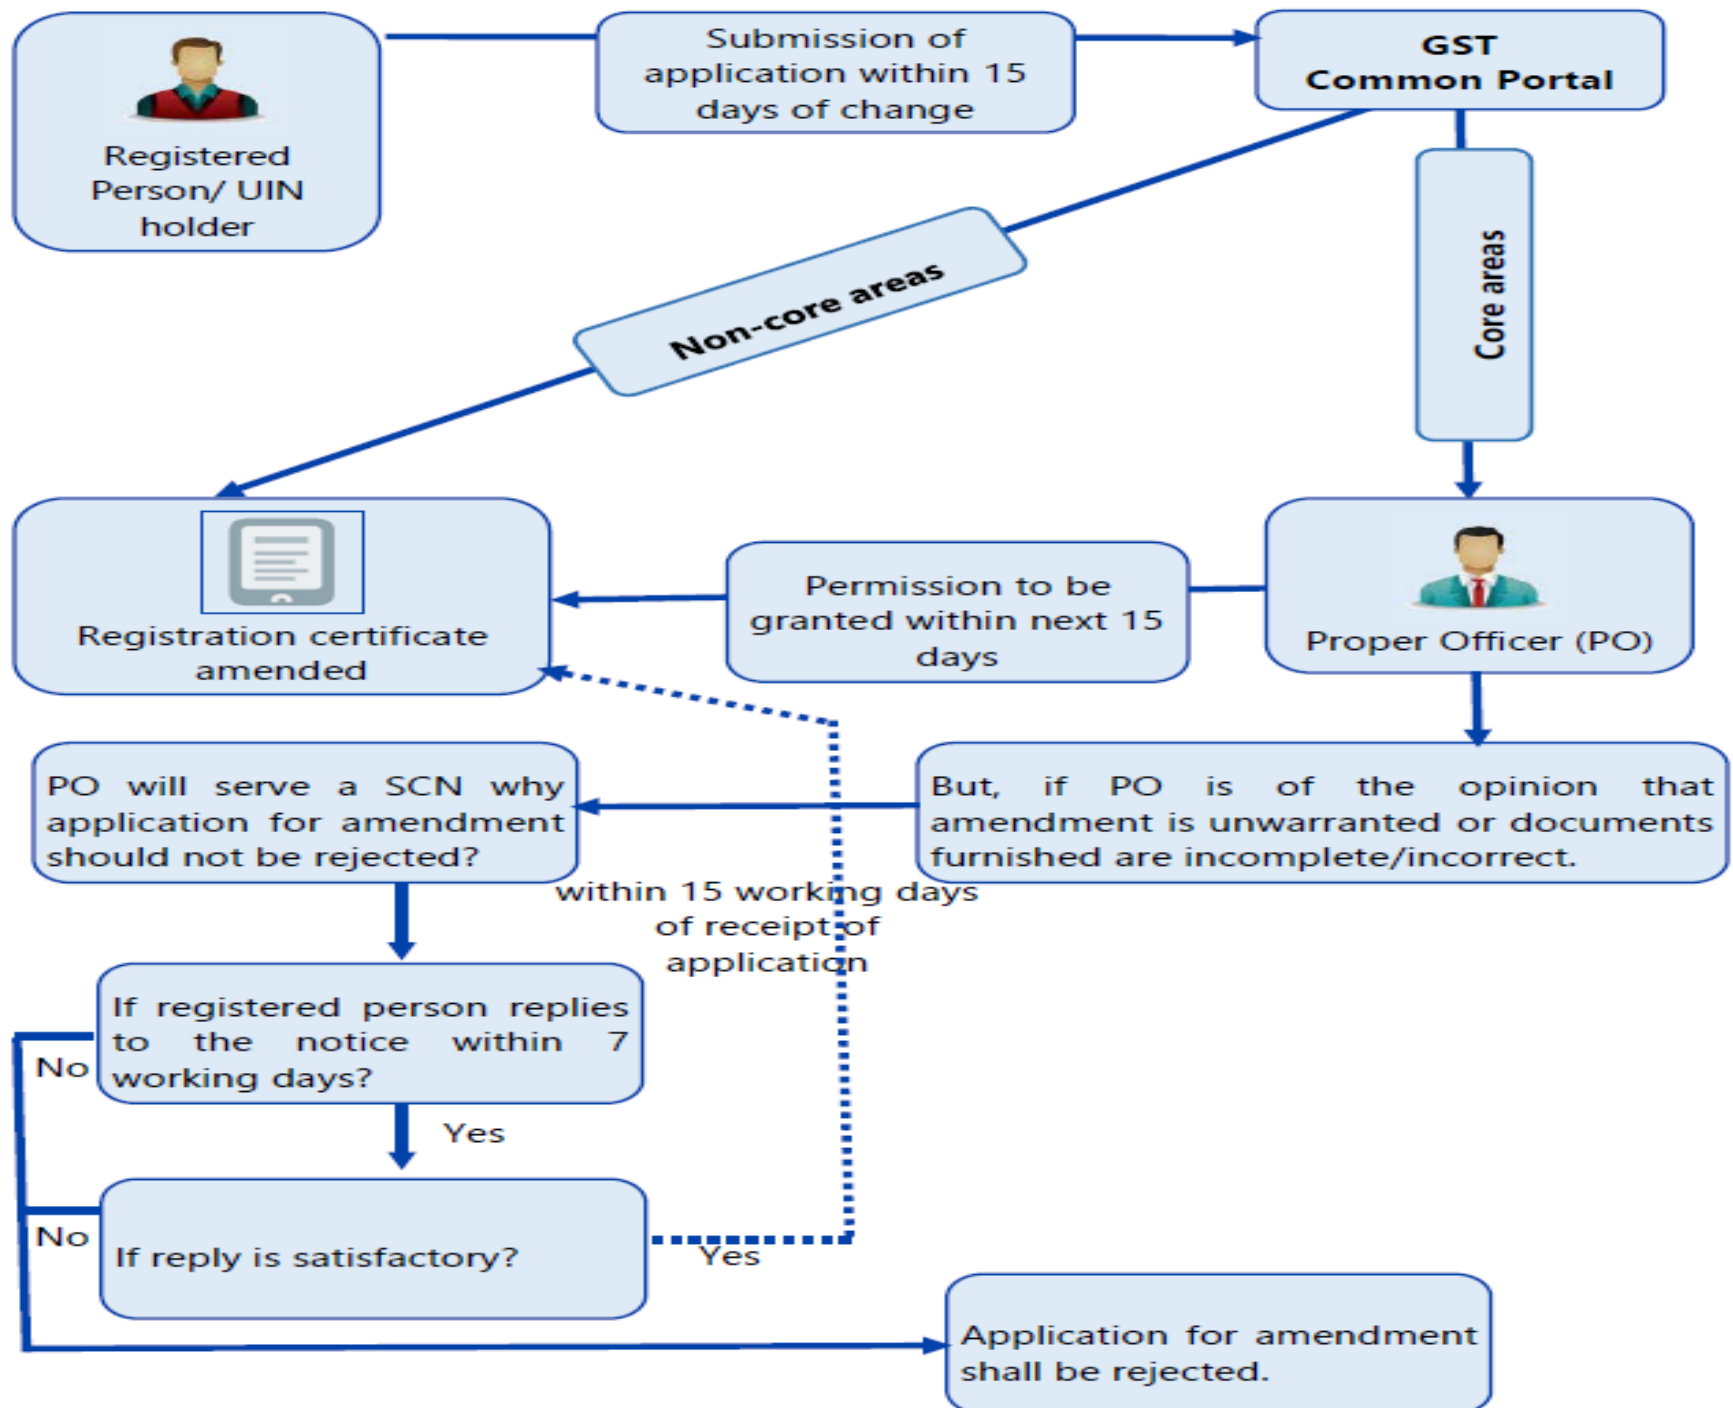 Registered
Person/ UIN
holder
Submission of
application within 15
days of change
GST
Common Portal
Non-core areas
Core areas
Registration certificate
amended
Permission to be
granted within next 15
days
Proper Officer (PO)
But, if PO is of the opinion that
amendment is unwarranted or documents
furnished are incomplete/incorrect.
PO will serve a SCN why
application for amendment
should not be rejected?
within 15 working days
of receipt of
application
If registered person replies
to the notice within 7
working days?
No
Yes
If reply is satisfactory?
No
Yes
Application for amendment
shall be rejected.